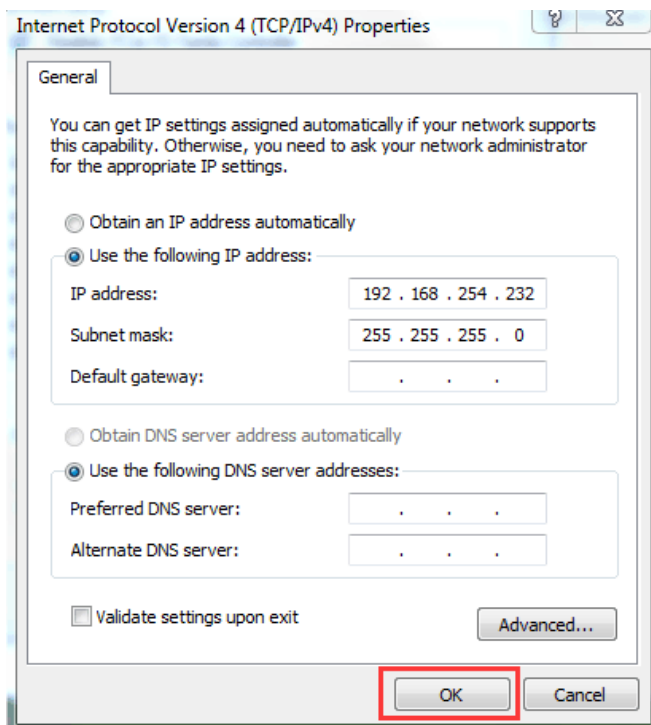 Internet Protocol Version 4 (TCP/IPv4) Properties
General
You can get IP settings assigned automatically if your network supports
this capability. Otherwise, you need to ask your network administrator
for the appropriate IP settings.
Obtain an IP address automatically
Use the following IP address:
IP address: 192 . 168 . 254 . 232
Subnet mask: 255 . 255 . 255 . 0
Default gateway: . . .
Obtain DNS server address automatically
Use the following DNS server addresses:
Preferred DNS server: . . .
Alternate DNS server: . . .
Validate settings upon exit
Advanced...
OK Cancel